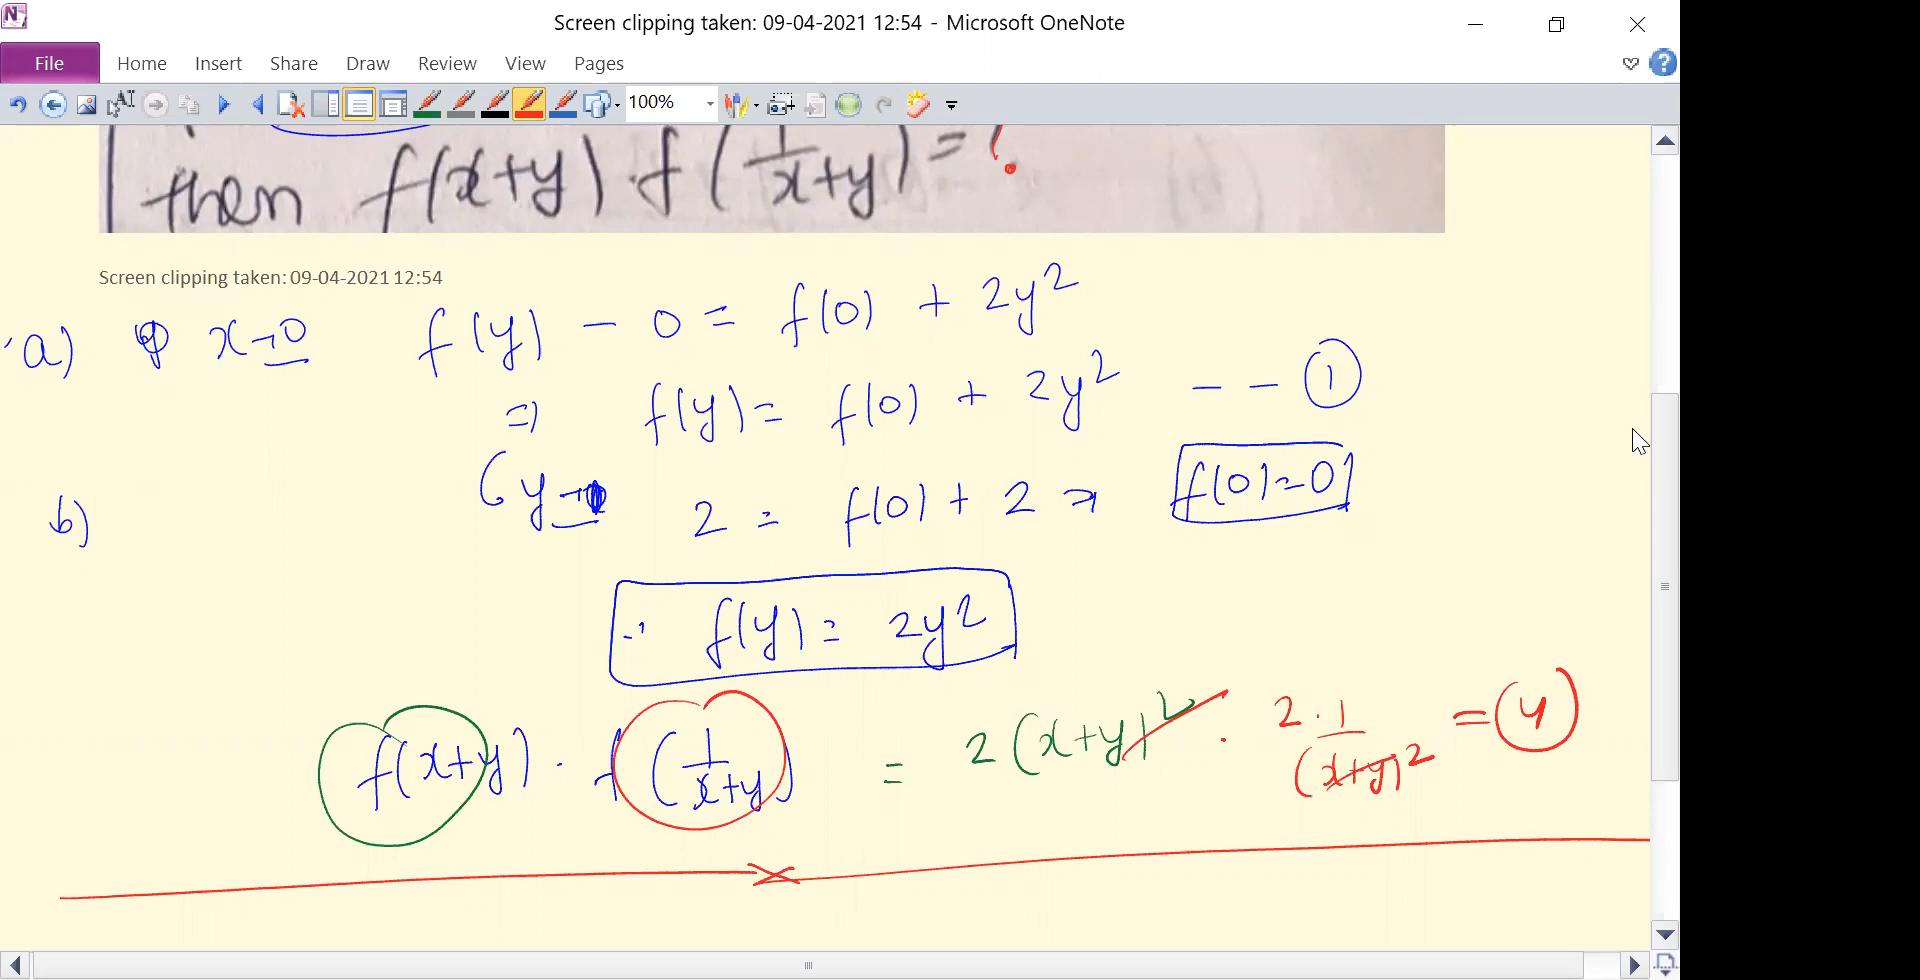 Screen clipping taken: 09-04-2021 12:54 - Microsoft OneNote
File Home Insert Share Draw Review View Pages
100%
then f(x+y).f(1/x+y) = ?
Screen clipping taken: 09-04-2021 12:54
a) x→0 f(y) - 0 = f(0) + 2y²
⇒ f(y) = f(0) + 2y² -- ①
b) (y→1 2 = f(0) + 2 ⇒ f(0)=0
∴ f(y) = 2y²
f(x+y) . f(1/x+y) = 2(x+y)² . 2.1/(x+y)² = 4